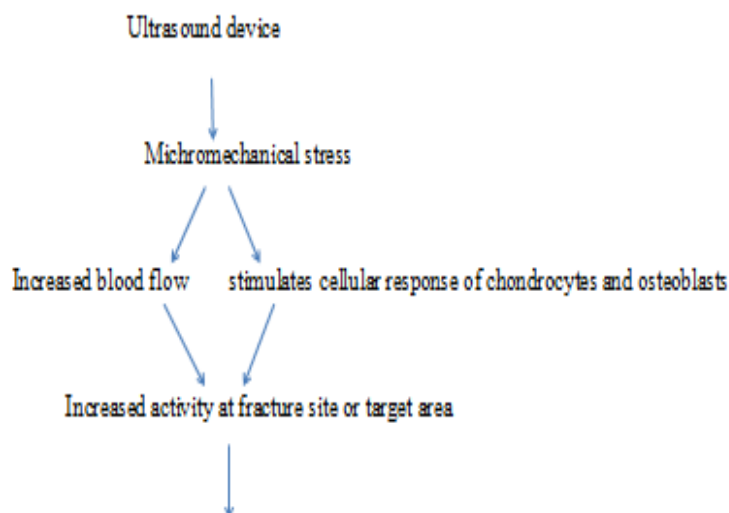 Ultrasound device
Michromechanical stress
Increased blood flow
stimulates cellular response of chondrocytes and osteoblasts
Increased activity at fracture site or target area